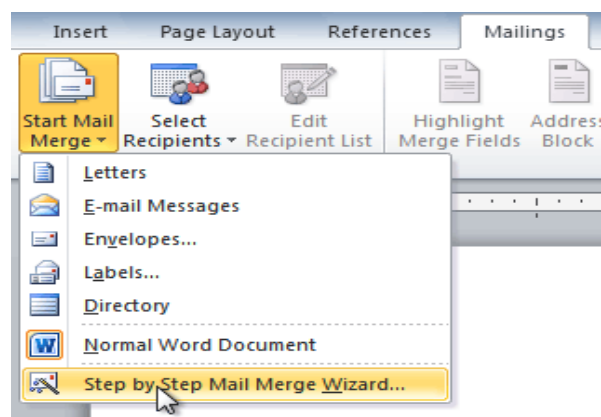 Insert Page Layout References Mailings
Start Mail Merge
Select Recipients
Edit Recipient List
Highlight Merge Fields
Address Block
Letters
E-mail Messages
Envelopes...
Labels...
Directory
Normal Word Document
Step by Step Mail Merge Wizard...